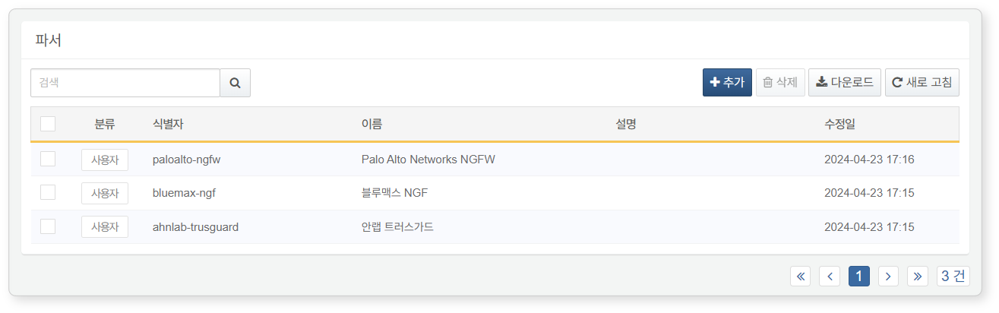 파서
검색
추가 삭제 다운로드 새로 고침
분류 식별자 이름 설명 수정일
사용자 paloalto-ngfw Palo Alto Networks NGFW 2024-04-23 17:16
사용자 bluemax-ngf 블루맥스 NGF 2024-04-23 17:15
사용자 ahnlab-trusguard 안랩 트러스가드 2024-04-23 17:15
« ‹ 1 › » 3 건